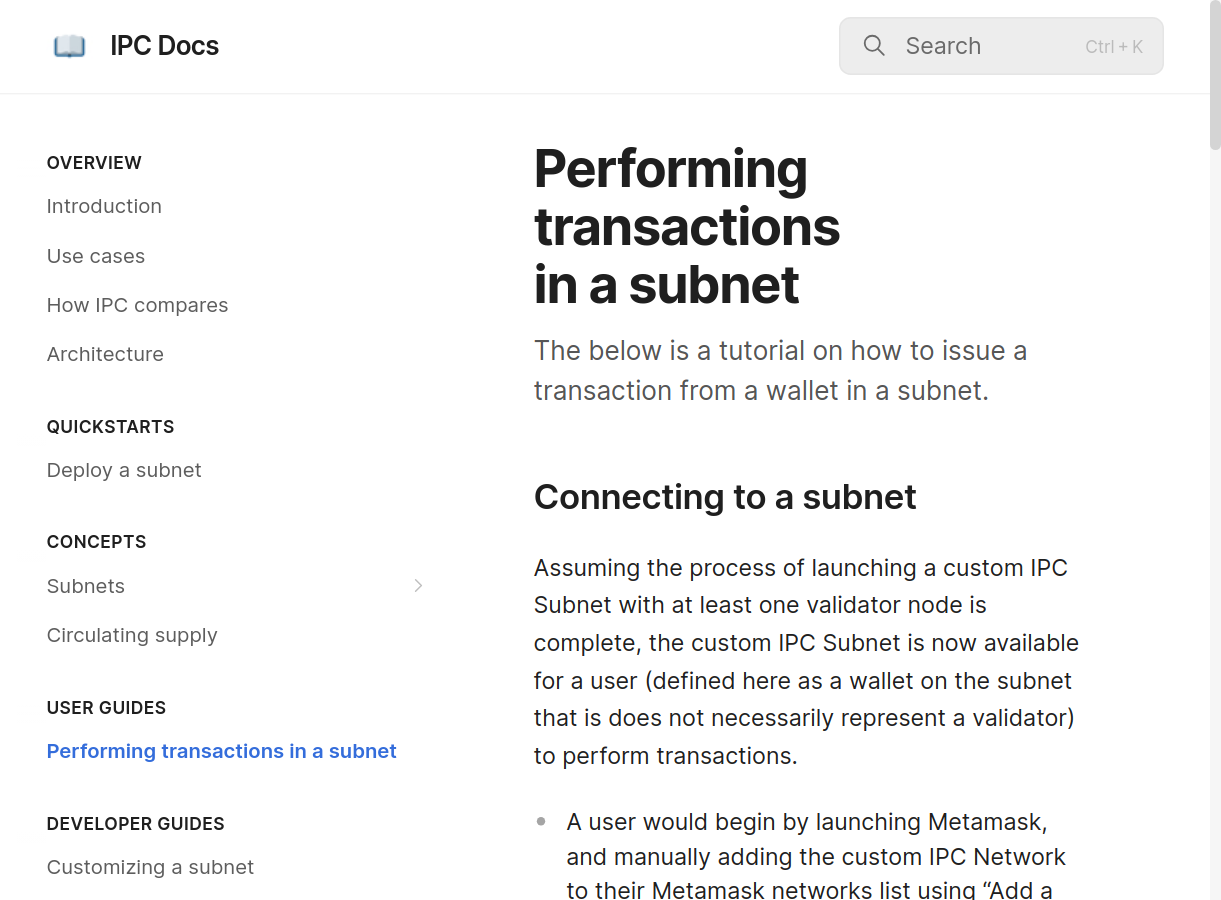 IPC Docs
Search
Ctrl + K
OVERVIEW
Introduction
Use cases
How IPC compares
Architecture
QUICKSTARTS
Deploy a subnet
CONCEPTS
Subnets
Circulating supply
USER GUIDES
Performing transactions in a subnet
DEVELOPER GUIDES
Customizing a subnet
Performing
transactions
in a subnet
The below is a tutorial on how to issue a
transaction from a wallet in a subnet.
Connecting to a subnet
Assuming the process of launching a custom IPC
Subnet with at least one validator node is
complete, the custom IPC Subnet is now available
for a user (defined here as a wallet on the subnet
that is does not necessarily represent a validator)
to perform transactions.
A user would begin by launching Metamask,
and manually adding the custom IPC Network
to their Metamask networks list using “Add a